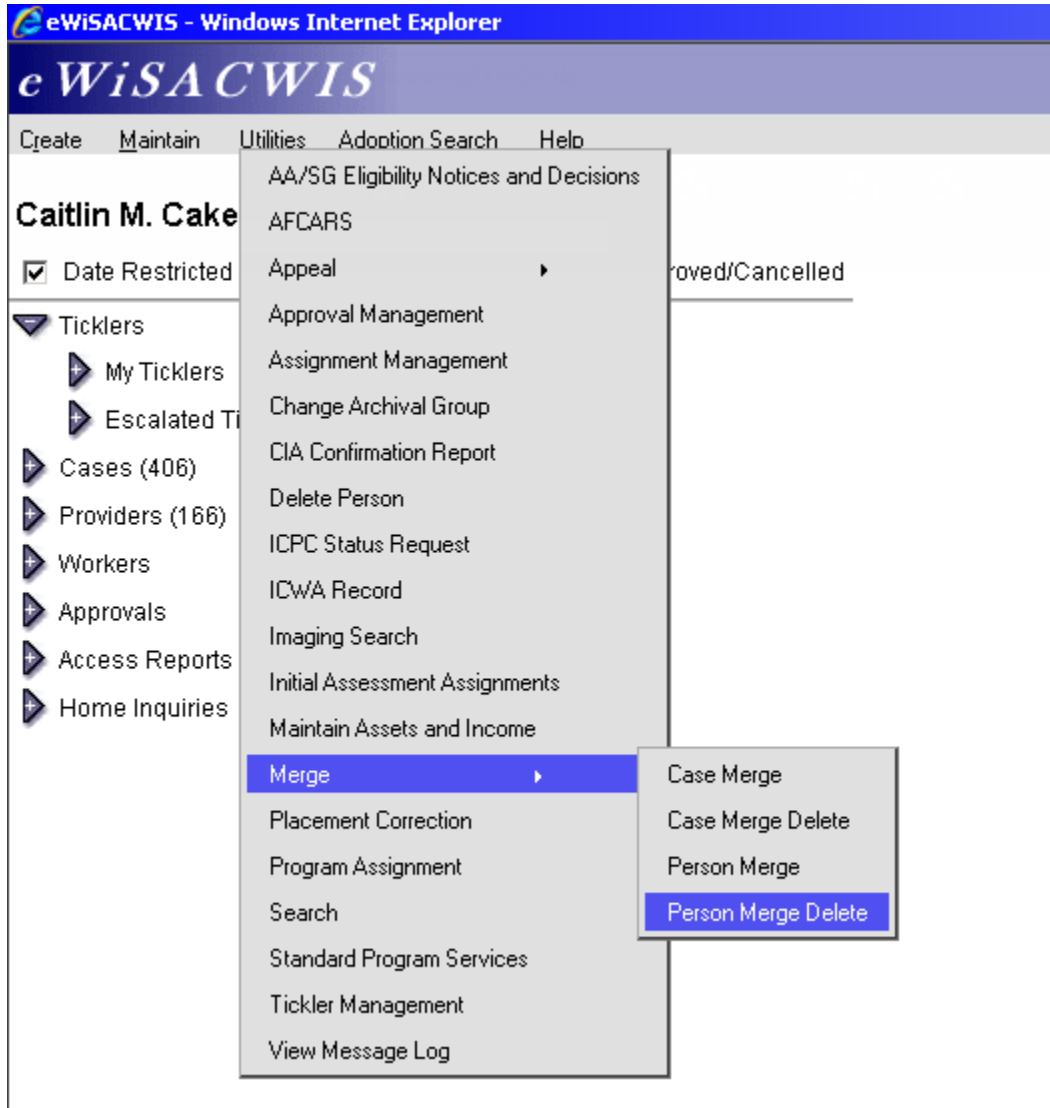 eWiSACWIS - Windows Internet Explorer
e WiSACWIS
Create Maintain Utilities Adoption Search Help
Caitlin M. Cake
Date Restricted
roved/Cancelled
Ticklers
My Ticklers
Escalated Ti
Cases (406)
Providers (166)
Workers
Approvals
Access Reports
Home Inquiries
AA/SG Eligibility Notices and Decisions
AFCARS
Appeal
Approval Management
Assignment Management
Change Archival Group
CIA Confirmation Report
Delete Person
ICPC Status Request
ICWA Record
Imaging Search
Initial Assessment Assignments
Maintain Assets and Income
Merge
Placement Correction
Program Assignment
Search
Standard Program Services
Tickler Management
View Message Log
Case Merge
Case Merge Delete
Person Merge
Person Merge Delete